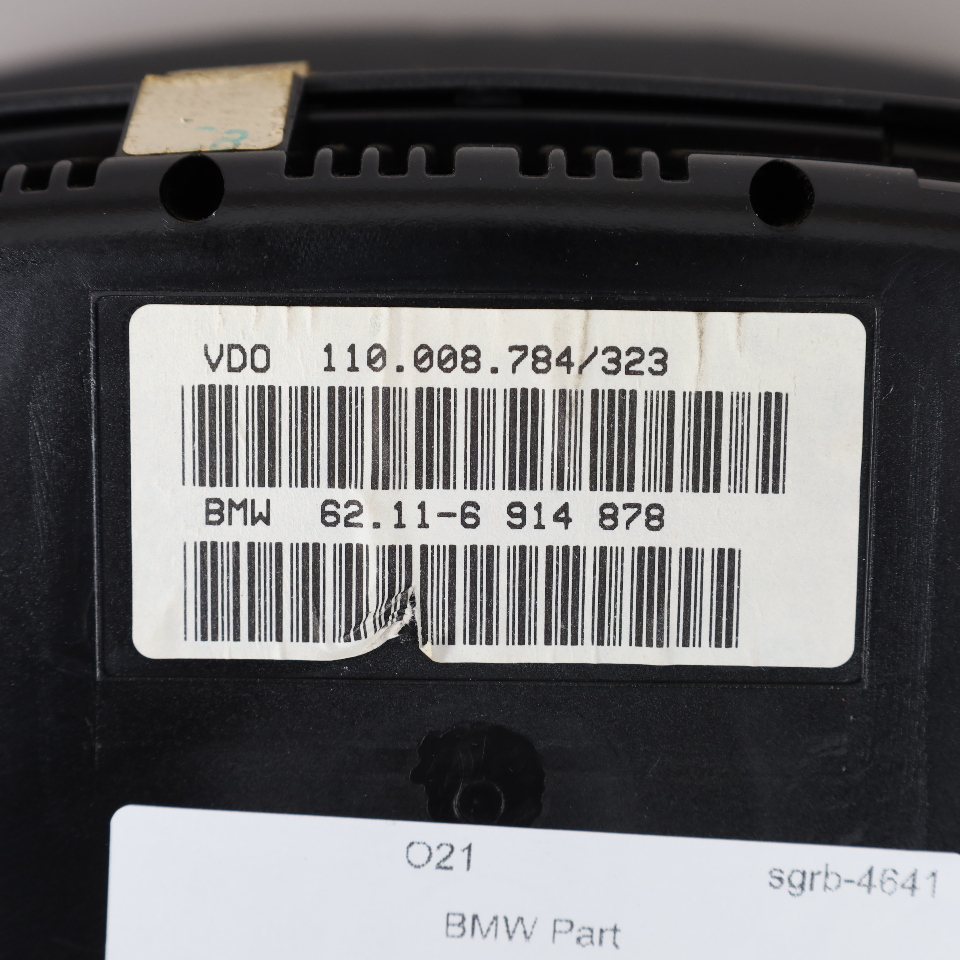 VDO 110.008.784/323
BMW 62.11-6 914 878
O21
sgrb-4641
BMW Part